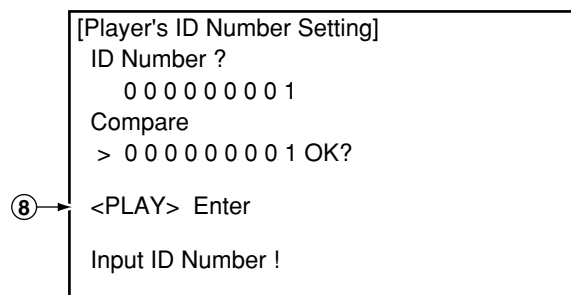 [Player's ID Number Setting]
ID Number ?
0 0 0 0 0 0 0 0 1
Compare
> 0 0 0 0 0 0 0 0 1 OK?
8 <PLAY> Enter
Input ID Number !